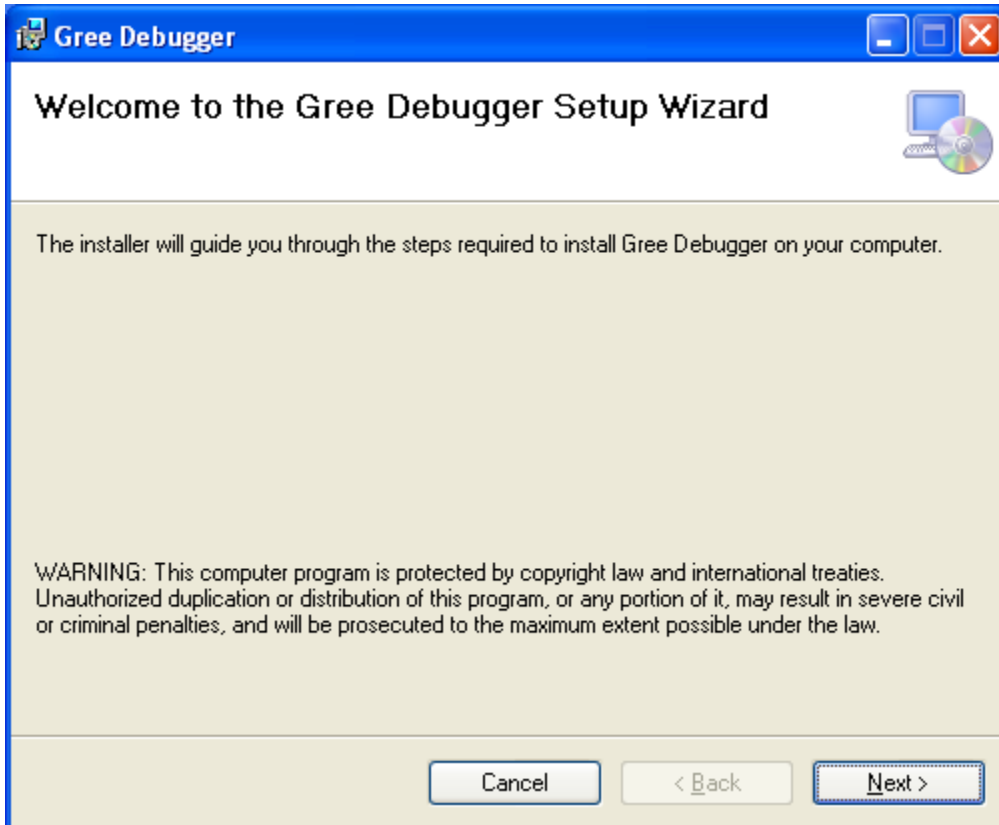 Gree Debugger
Welcome to the Gree Debugger Setup Wizard
The installer will guide you through the steps required to install Gree Debugger on your computer.
WARNING: This computer program is protected by copyright law and international treaties.
Unauthorized duplication or distribution of this program, or any portion of it, may result in severe civil
or criminal penalties, and will be prosecuted to the maximum extent possible under the law.
Cancel < Back Next >